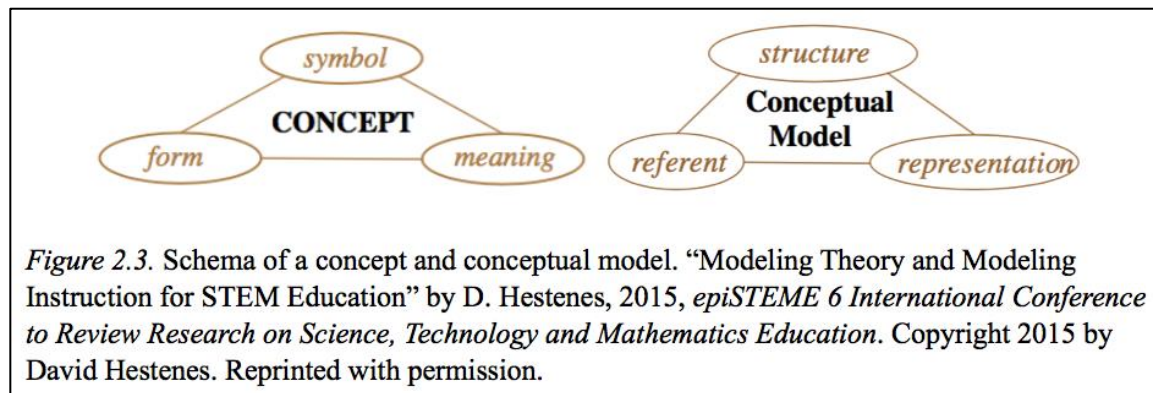 symbol
CONCEPT
form
meaning
structure
Conceptual
Model
referent
representation
Figure 2.3. Schema of a concept and conceptual model. “Modeling Theory and Modeling
Instruction for STEM Education” by D. Hestenes, 2015, epiSTEME 6 International Conference
to Review Research on Science, Technology and Mathematics Education. Copyright 2015 by
David Hestenes. Reprinted with permission.